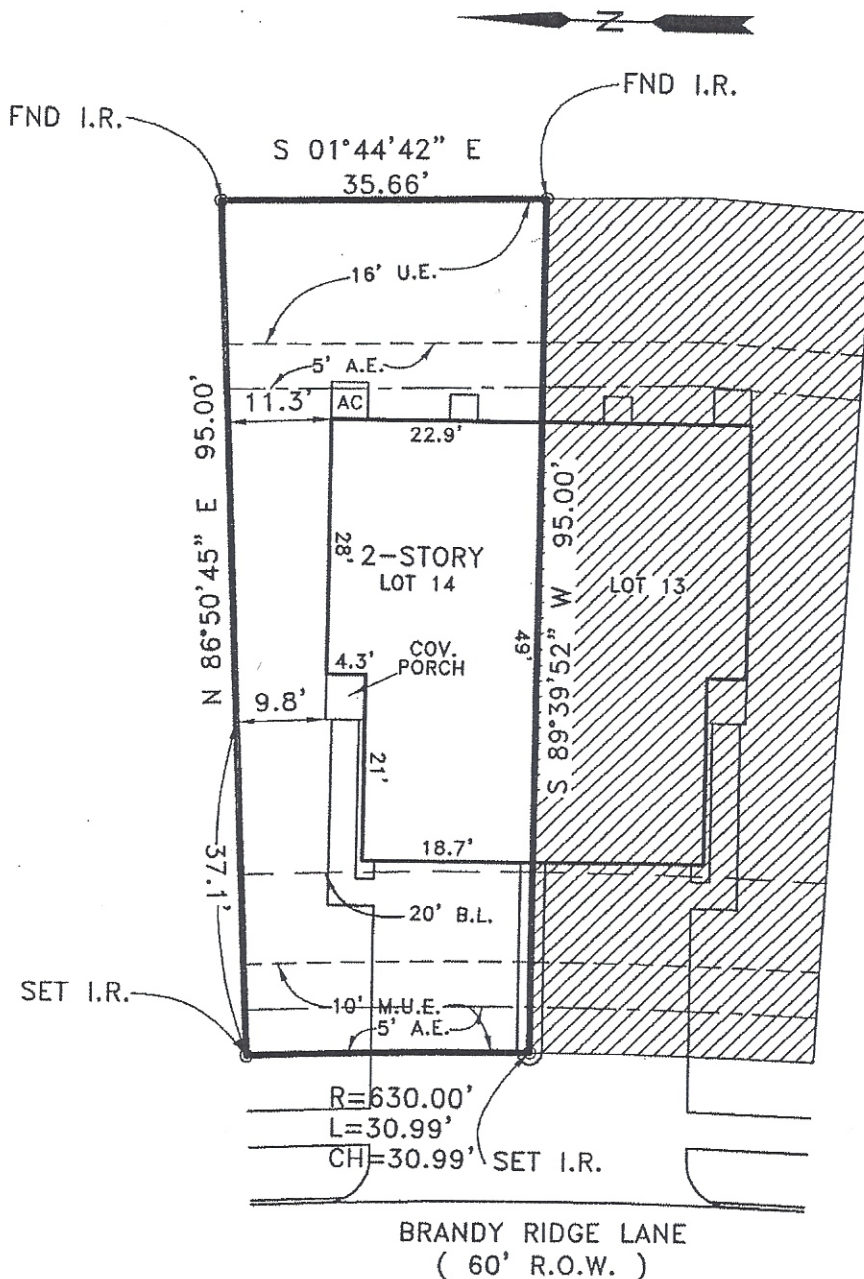 N
FND I.R.
FND I.R.
S 01°44'42" E
35.66'
16' U.E.
5' A.E.
11.3'
AC
22.9'
N 86°50'45" E 95.00'
28'
2-STORY
LOT 14
LOT 13
S 89°39'52" W 95.00'
49'
4.3'
COV.
PORCH
9.8'
21'
37.1'
18.7'
20' B.L.
SET I.R.
10' M.U.E.
5' A.E.
R=630.00'
L=30.99'
CH=30.99'
SET I.R.
BRANDY RIDGE LANE
( 60' R.O.W. )